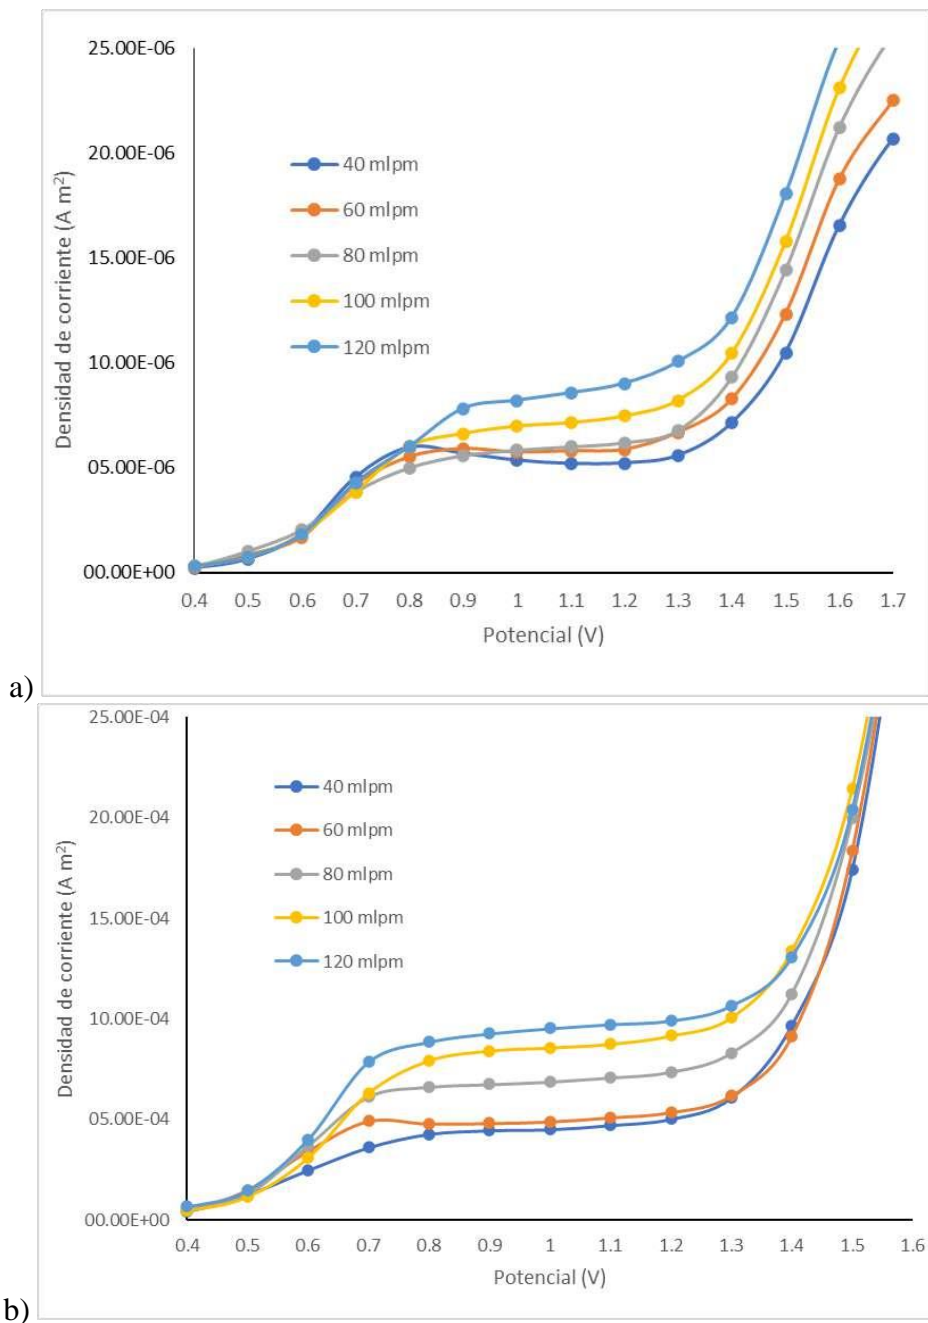 25.00E-06
20.00E-06
15.00E-06
10.00E-06
05.00E-06
00.00E+00
Densidad de corriente (A m²)
40 mlpm
60 mlpm
80 mlpm
100 mlpm
120 mlpm
0.4 0.5 0.6 0.7 0.8 0.9 1 1.1 1.2 1.3 1.4 1.5 1.6 1.7
Potencial (V)
a)
25.00E-04
20.00E-04
15.00E-04
10.00E-04
05.00E-04
00.00E+00
Densidad de corriente (A m²)
40 mlpm
60 mlpm
80 mlpm
100 mlpm
120 mlpm
0.4 0.5 0.6 0.7 0.8 0.9 1 1.1 1.2 1.3 1.4 1.5 1.6
Potencial (V)
b)